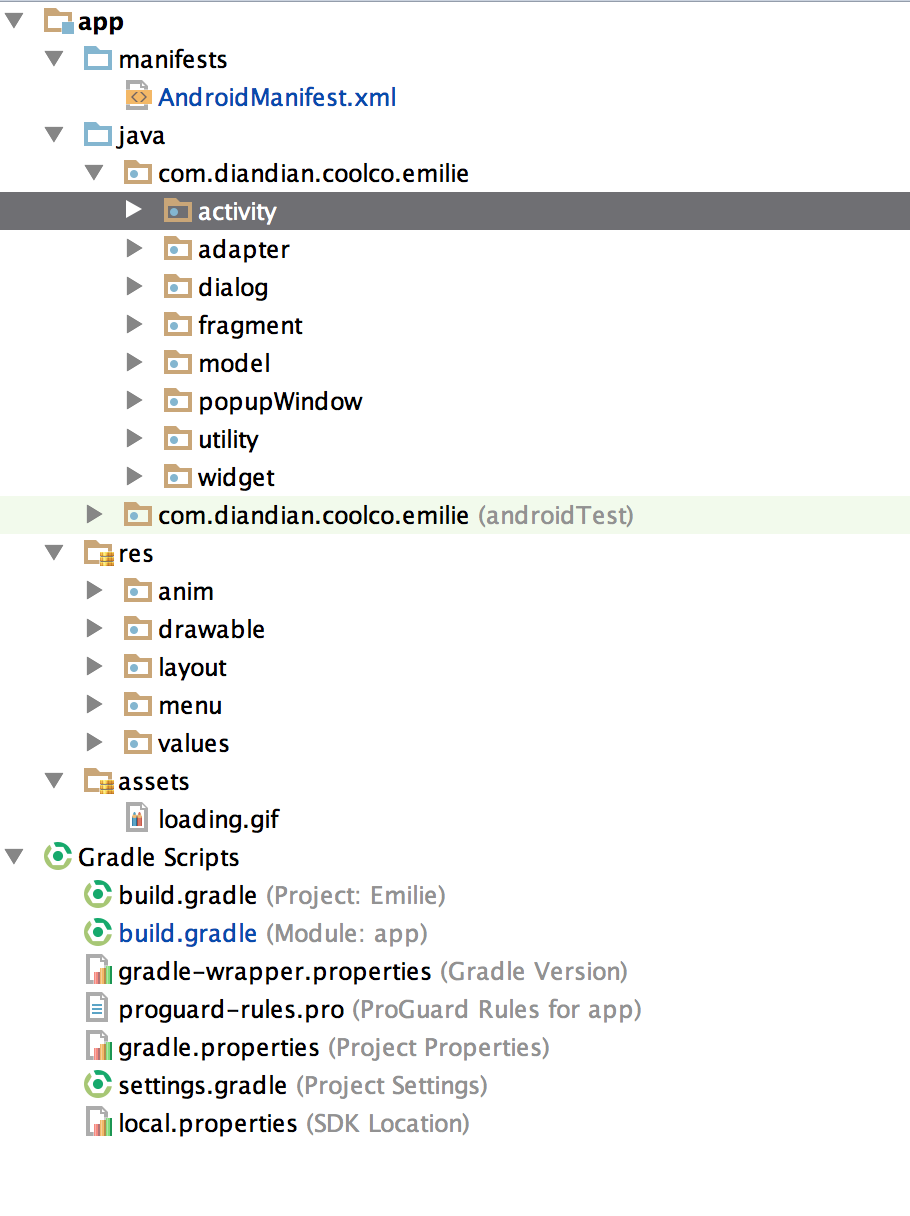 app
manifests
AndroidManifest.xml
java
com.diandian.coolco.emilie
activity
adapter
dialog
fragment
model
popupWindow
utility
widget
com.diandian.coolco.emilie (androidTest)
res
anim
drawable
layout
menu
values
assets
loading.gif
Gradle Scripts
build.gradle (Project: Emilie)
build.gradle (Module: app)
gradle-wrapper.properties (Gradle Version)
proguard-rules.pro (ProGuard Rules for app)
gradle.properties (Project Properties)
settings.gradle (Project Settings)
local.properties (SDK Location)